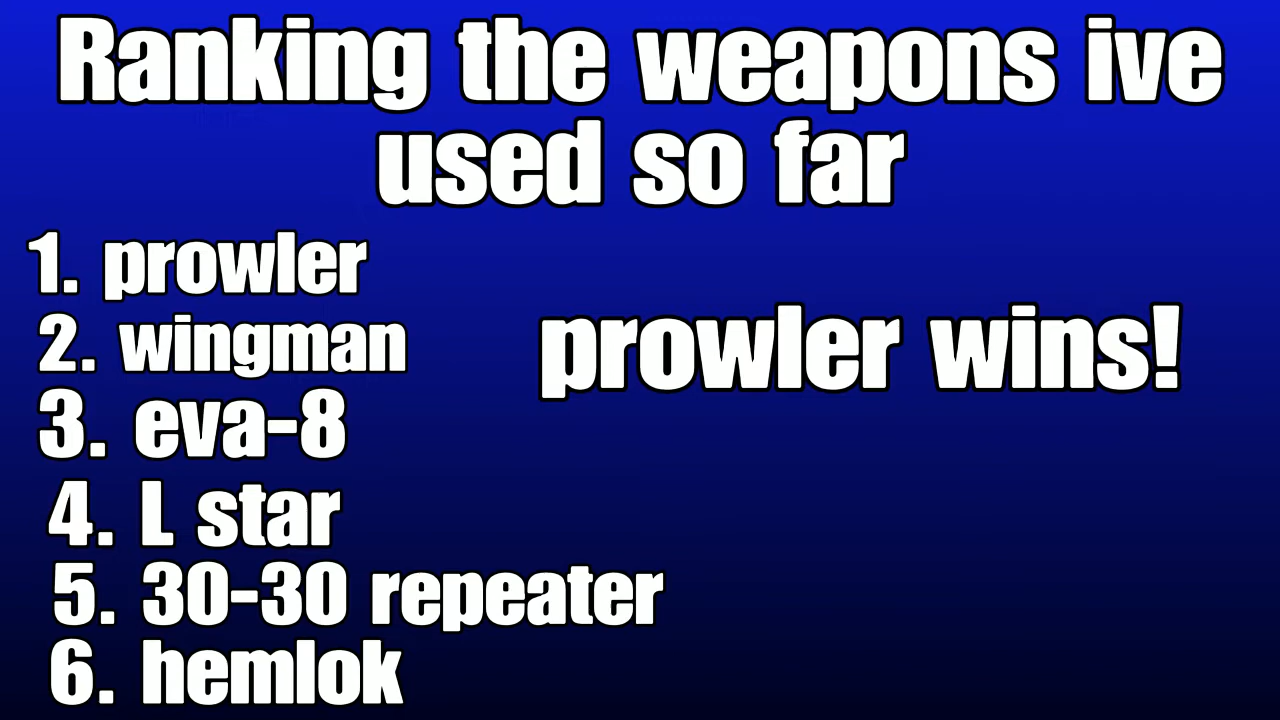 Ranking the weapons ive
used so far
1. prowler
2. wingman
3. eva-8
4. L star
5. 30-30 repeater
6. hemlok
prowler wins!